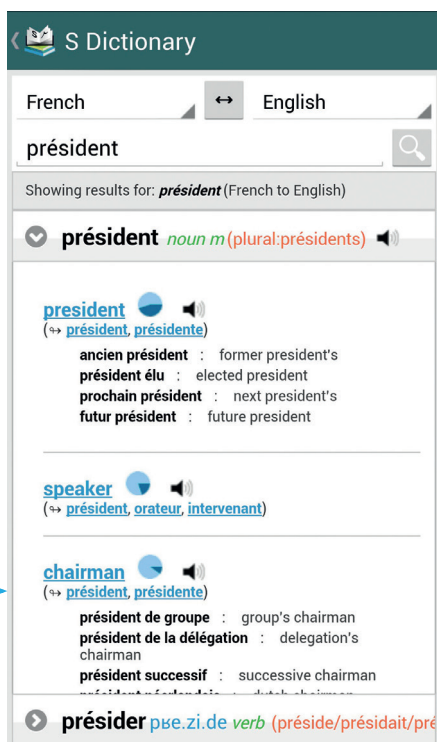 S Dictionary
French ↔ English
président
Showing results for: président (French to English)
président noun m (plural:présidents)
president
(↔ président, présidente)
ancien président : former president's
président élu : elected president
prochain président : next president's
futur président : future president
speaker
(↔ président, orateur, intervenant)
chairman
(↔ président, présidente)
président de groupe : group's chairman
président de la délégation : delegation's
chairman
président successif : successive chairman
présider pʁe.zi.de verb (préside/présidait/pré